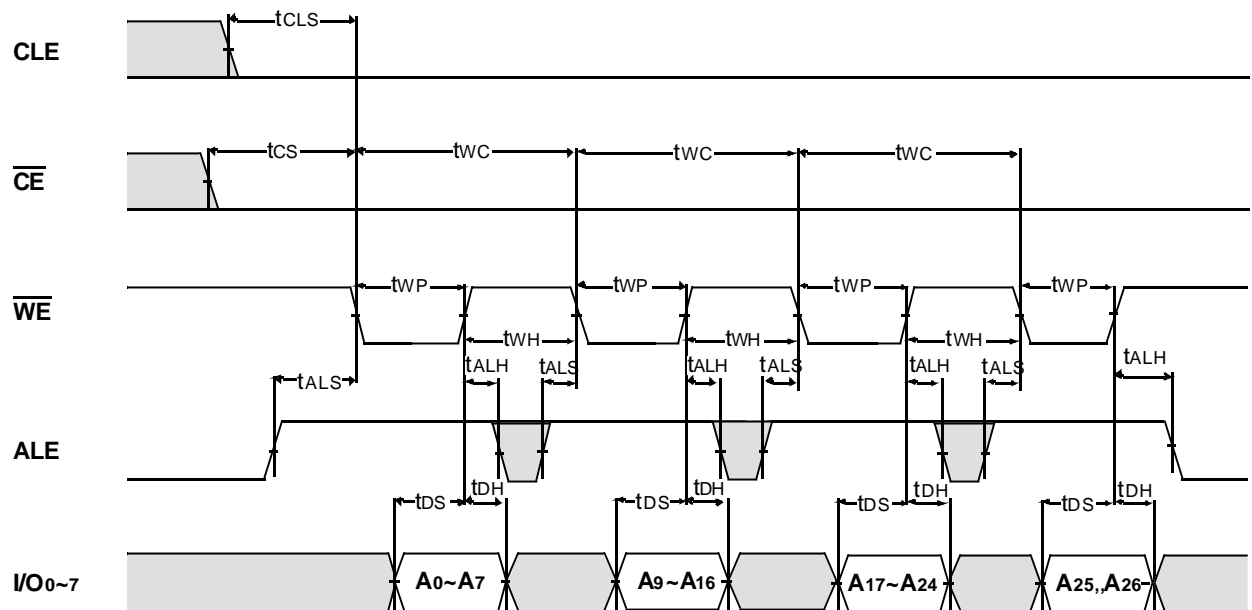 CLE
tCLS
CE
tCS
tWC
tWC
tWC
WE
tWP
tWP
tWP
tWP
tWH
tWH
tWH
tALS
tALH
tALS
tALH
tALS
tALH
tALS
tALH
ALE
tDS
tDH
tDS
tDH
tDS
tDH
tDS
tDH
I/O0~7
A0~A7
A9~A16
A17~A24
A25,,A26